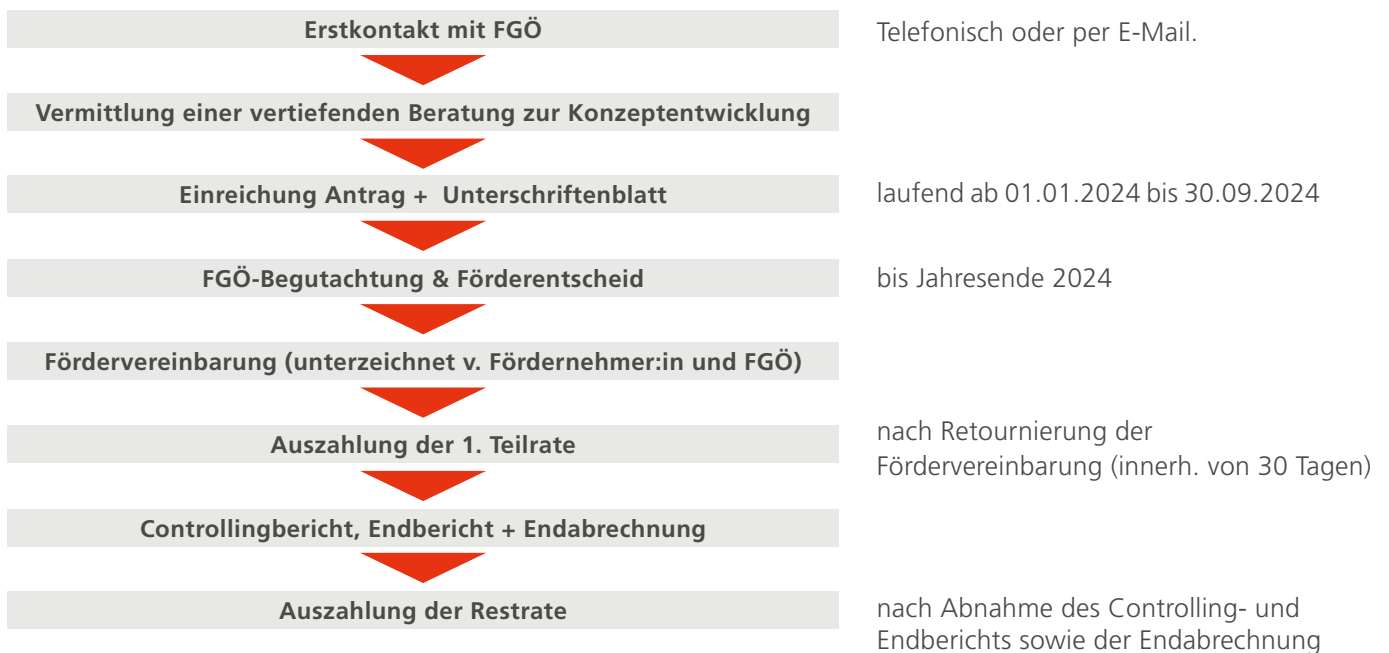 Erstkontakt mit FGÖ
Telefonisch oder per E-Mail.
Vermittlung einer vertiefenden Beratung zur Konzeptentwicklung
Einreichung Antrag + Unterschriftenblatt
laufend ab 01.01.2024 bis 30.09.2024
FGÖ-Begutachtung & Förderentscheid
bis Jahresende 2024
Fördervereinbarung (unterzeichnet v. Fördernehmer:in und FGÖ)
Auszahlung der 1. Teilrate
nach Retournierung der
Fördervereinbarung (innerh. von 30 Tagen)
Controllingbericht, Endbericht + Endabrechnung
Auszahlung der Restrate
nach Abnahme des Controlling- und
Endberichts sowie der Endabrechnung